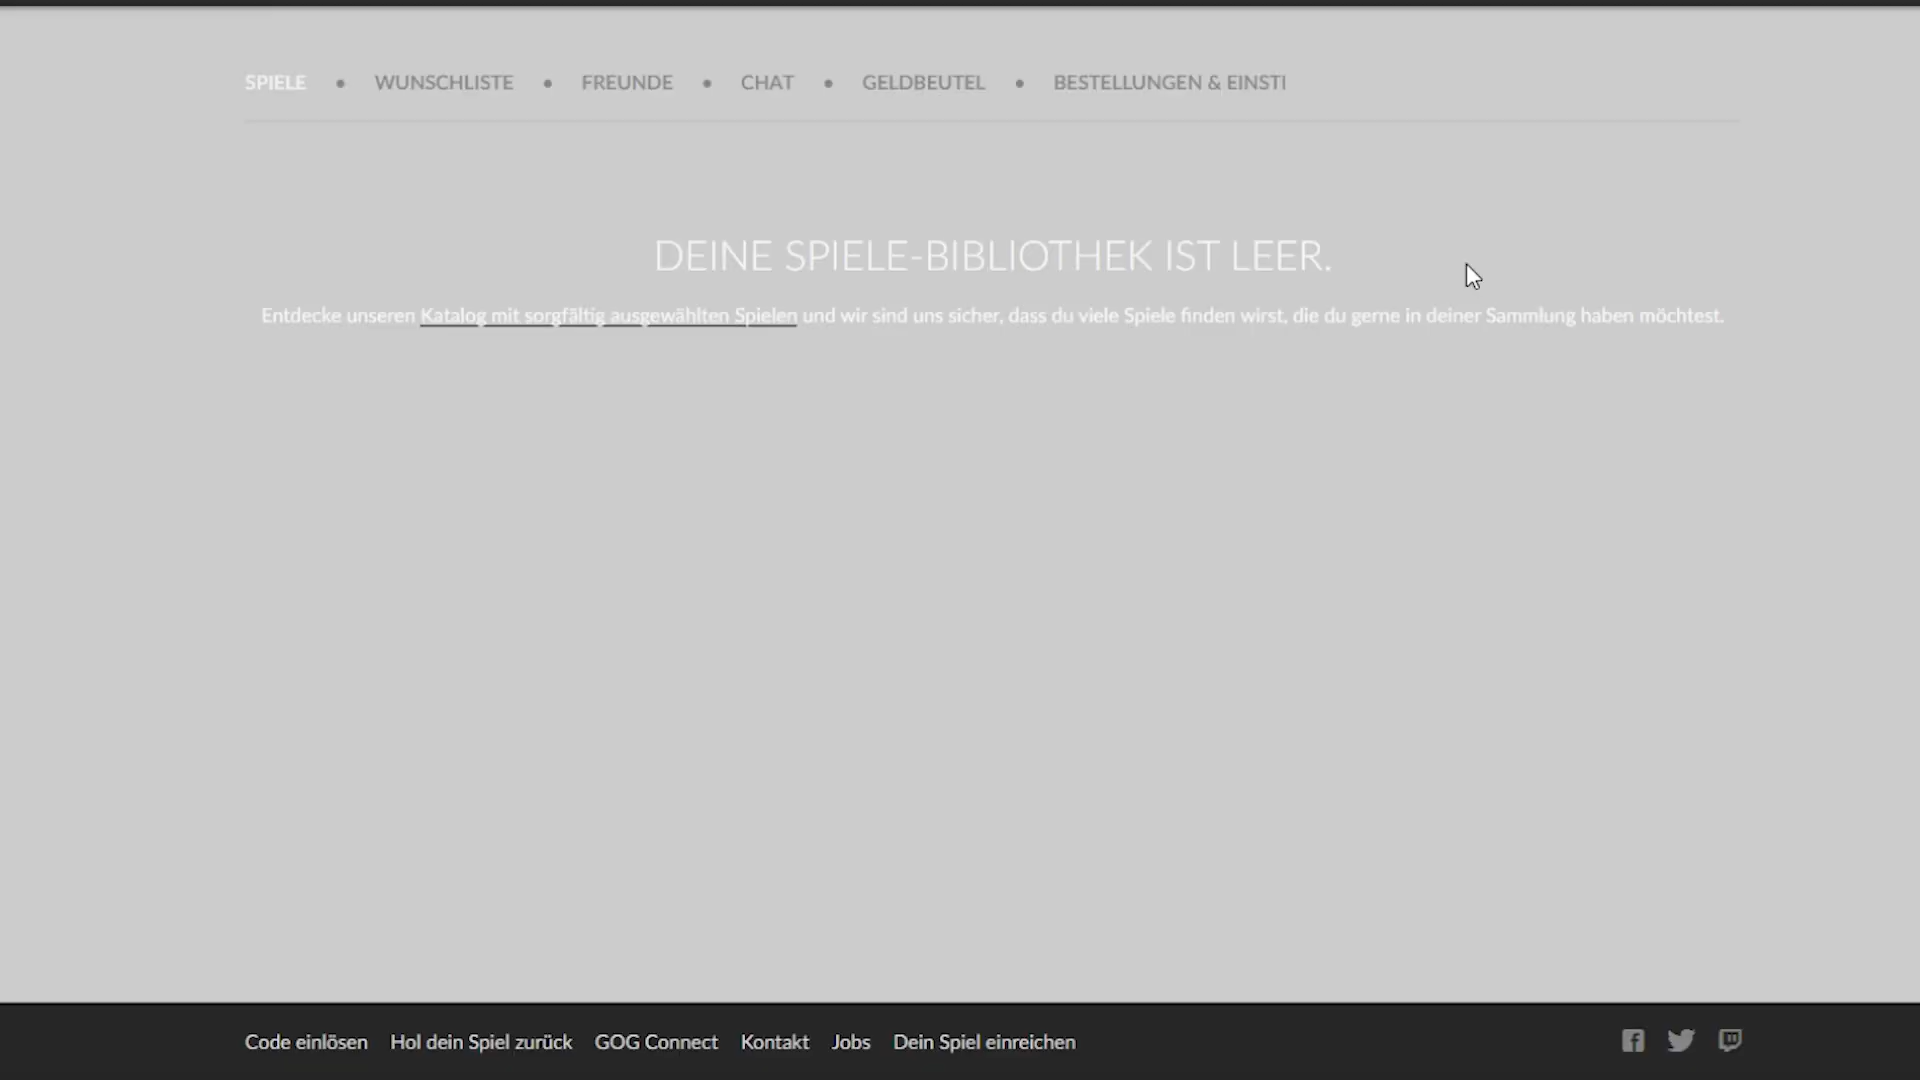 SPIELE • WUNSCHLISTE • FREUNDE • CHAT • GELDBEUTEL • BESTELLUNGEN & EINSTI
DEINE SPIELE-BIBLIOTHEK IST LEER.
Entdecke unseren Katalog mit sorgfältig ausgewählten Spielen und wir sind uns sicher, dass du viele Spiele finden wirst, die du gerne in deiner Sammlung haben möchtest.
Code einlösen Hol dein Spiel zurück GOG Connect Kontakt Jobs Dein Spiel einreichen